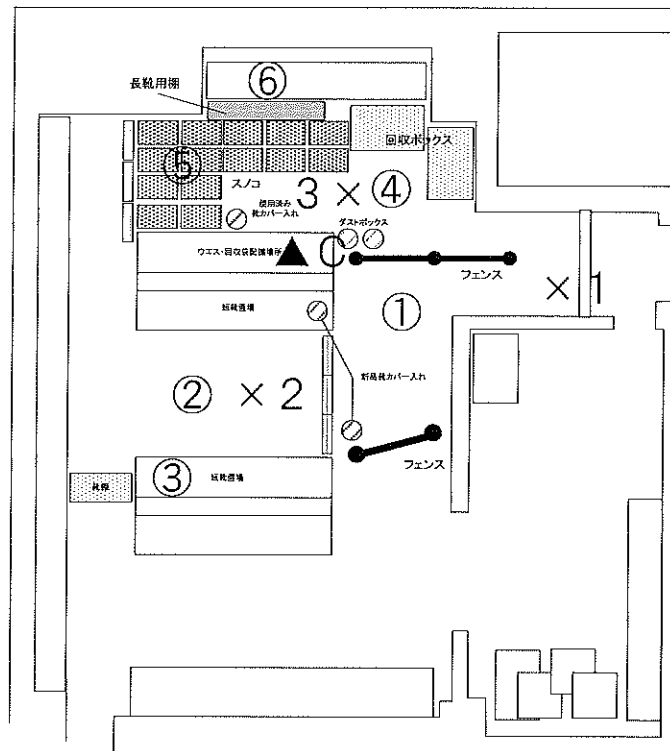 ⑥
長靴用棚
回収ボックス
⑤
スノコ
3 × ④
使用済み
靴カバー入れ
ダストボックス
ウエス・回収袋配備場所
▲ C
フェンス
× 1
短靴置場
①
新品靴カバー入れ
② × 2
フェンス
③
短靴置場
靴棚